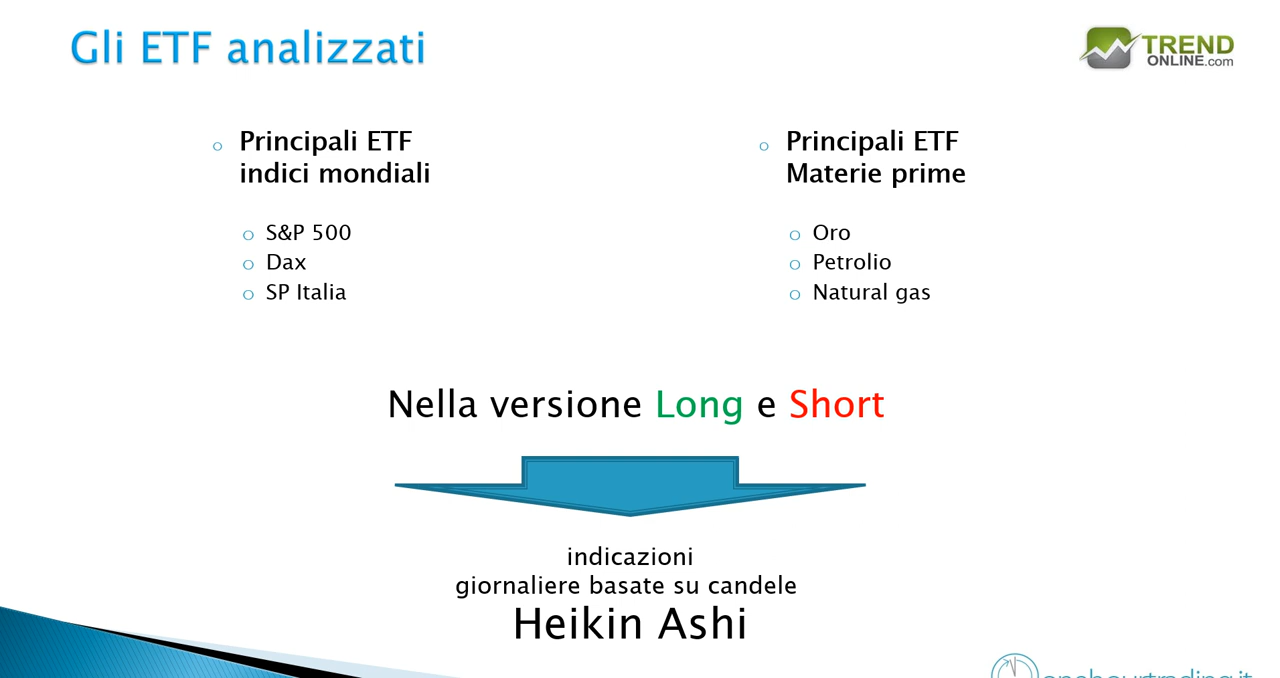 Gli ETF analizzati
TREND
ONLINE.com
Principali ETF
indici mondiali
S&P 500
Dax
SP Italia
Principali ETF
Materie prime
Oro
Petrolio
Natural gas
Nella versione Long e Short
indicazioni
giornaliere basate su candele
Heikin Ashi